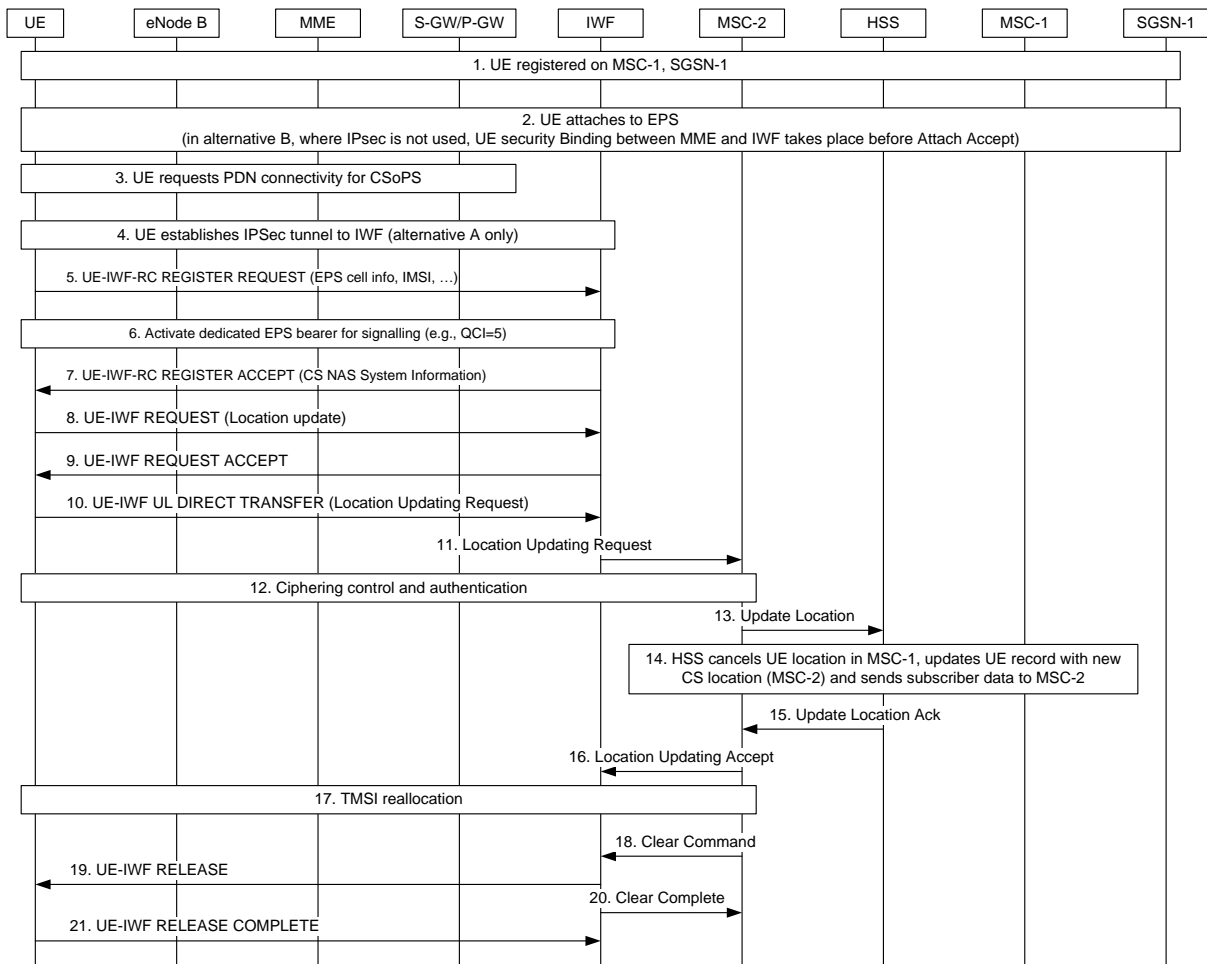 UE
eNode B
MME
S-GW/P-GW
IWF
MSC-2
HSS
MSC-1
SGSN-1
1. UE registered on MSC-1, SGSN-1
2. UE attaches to EPS
(in alternative B, where IPsec is not used, UE security Binding between MME and IWF takes place before Attach Accept)
3. UE requests PDN connectivity for CSoPS
4. UE establishes IPSec tunnel to IWF (alternative A only)
5. UE-IWF-RC REGISTER REQUEST (EPS cell info, IMSI, …)
6. Activate dedicated EPS bearer for signalling (e.g., QCI=5)
7. UE-IWF-RC REGISTER ACCEPT (CS NAS System Information)
8. UE-IWF REQUEST (Location update)
9. UE-IWF REQUEST ACCEPT
10. UE-IWF UL DIRECT TRANSFER (Location Updating Request)
11. Location Updating Request
12. Ciphering control and authentication
13. Update Location
14. HSS cancels UE location in MSC-1, updates UE record with new
CS location (MSC-2) and sends subscriber data to MSC-2
15. Update Location Ack
16. Location Updating Accept
17. TMSI reallocation
18. Clear Command
19. UE-IWF RELEASE
20. Clear Complete
21. UE-IWF RELEASE COMPLETE